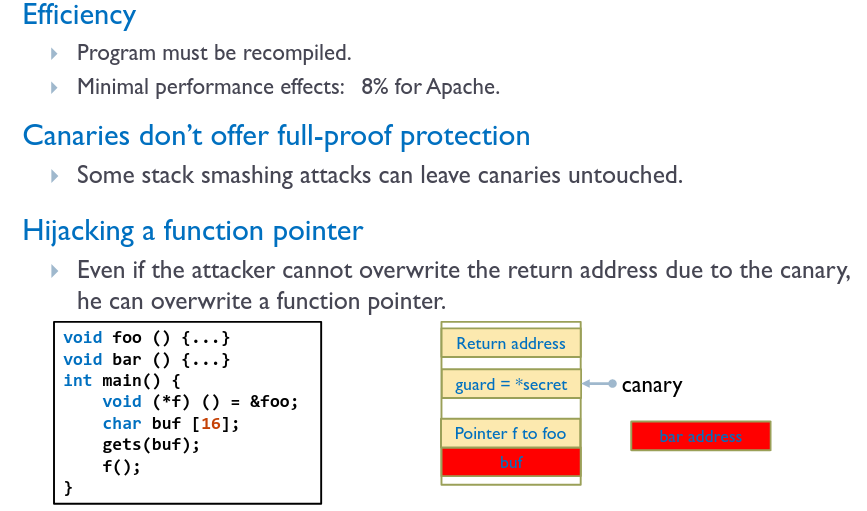 Efficiency
Program must be recompiled.
Minimal performance effects: 8% for Apache.
Canaries don't offer full-proof protection
Some stack smashing attacks can leave canaries untouched.
Hijacking a function pointer
Even if the attacker cannot overwrite the return address due to the canary,
he can overwrite a function pointer.
void foo () {...}
void bar () {...}
int main() {
void (*f) () = &foo;
char buf [16];
gets(buf);
f();
}
Return address
guard = *secret
canary
Pointer f to foo
bar address
buf